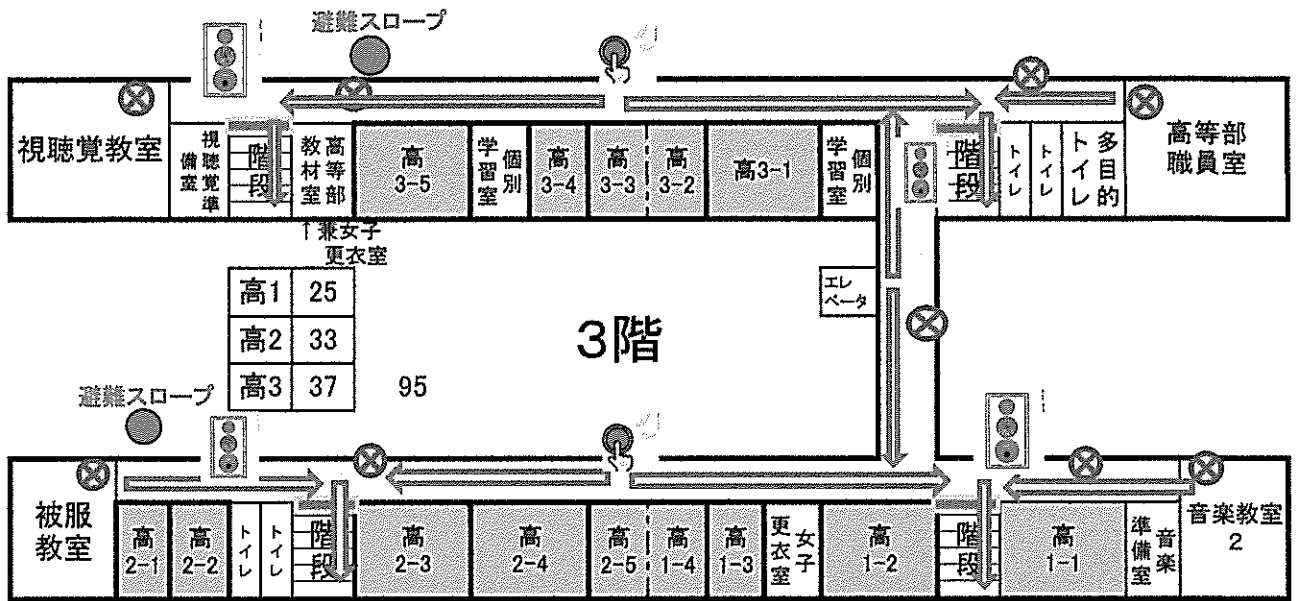 避難スロープ
視聴覚教室
視聴覚準備室
階段
高等部教材室
高3-5
個別学習室
高3-4
高3-3
高3-2
高3-1
個別学習室
階段
トイレ
トイレ
多目的トイレ
高等部職員室
↑兼女子更衣室
高1 25
高2 33
高3 37 95
3階
エレベータ
避難スロープ
被服教室
高2-1
高2-2
トイレ
トイレ
階段
高2-3
高2-4
高2-5
高1-4
高1-3
女子更衣室
高1-2
階段
高1-1
音楽準備室
音楽教室2